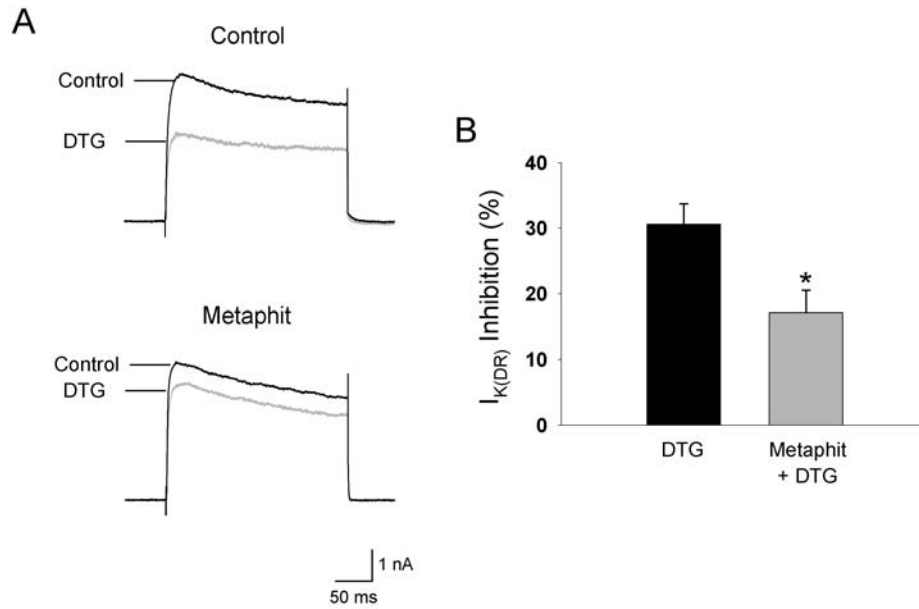 A
Control
Control
DTG
Metaphit
Control
DTG
1 nA
50 ms
B
I_K(DR) Inhibition (%)
40
30
20
10
0
*
DTG
Metaphit
+ DTG